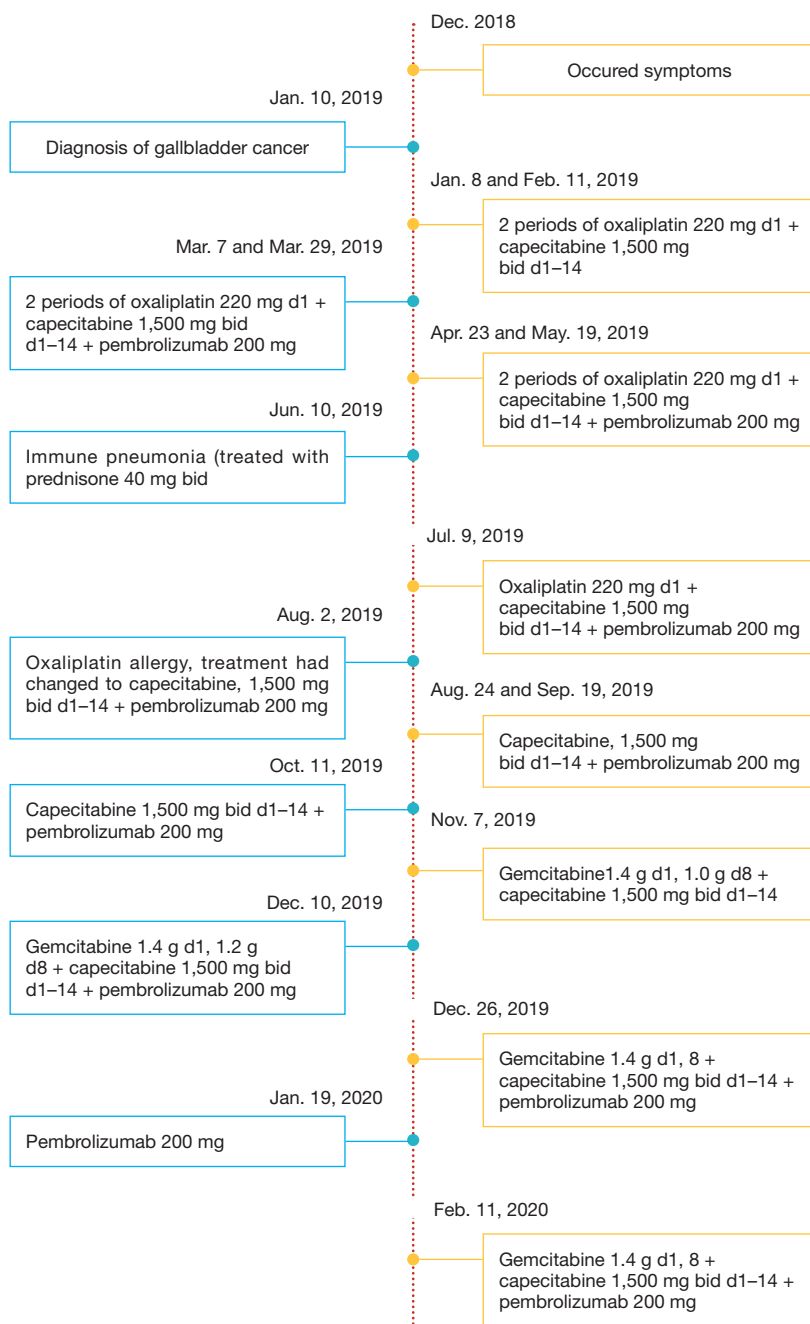 Dec. 2018
Occured symptoms
Jan. 10, 2019
Diagnosis of gallbladder cancer
Jan. 8 and Feb. 11, 2019
2 periods of oxaliplatin 220 mg d1 +
capecitabine 1,500 mg
bid d1–14
Mar. 7 and Mar. 29, 2019
2 periods of oxaliplatin 220 mg d1 +
capecitabine 1,500 mg bid
d1–14 + pembrolizumab 200 mg
Apr. 23 and May. 19, 2019
2 periods of oxaliplatin 220 mg d1 +
capecitabine 1,500 mg
bid d1–14 + pembrolizumab 200 mg
Jun. 10, 2019
Immune pneumonia (treated with
prednisone 40 mg bid
Jul. 9, 2019
Oxaliplatin 220 mg d1 +
capecitabine 1,500 mg
bid d1–14 + pembrolizumab 200 mg
Aug. 2, 2019
Oxaliplatin allergy, treatment had
changed to capecitabine, 1,500 mg
bid d1–14 + pembrolizumab 200 mg
Aug. 24 and Sep. 19, 2019
Capecitabine, 1,500 mg
bid d1–14 + pembrolizumab 200 mg
Oct. 11, 2019
Capecitabine 1,500 mg bid d1–14 +
pembrolizumab 200 mg
Nov. 7, 2019
Gemcitabine1.4 g d1, 1.0 g d8 +
capecitabine 1,500 mg bid d1–14
Dec. 10, 2019
Gemcitabine 1.4 g d1, 1.2 g
d8 + capecitabine 1,500 mg bid
d1–14 + pembrolizumab 200 mg
Dec. 26, 2019
Gemcitabine 1.4 g d1, 8 +
capecitabine 1,500 mg bid d1–14 +
pembrolizumab 200 mg
Jan. 19, 2020
Pembrolizumab 200 mg
Feb. 11, 2020
Gemcitabine 1.4 g d1, 8 +
capecitabine 1,500 mg bid d1–14 +
pembrolizumab 200 mg